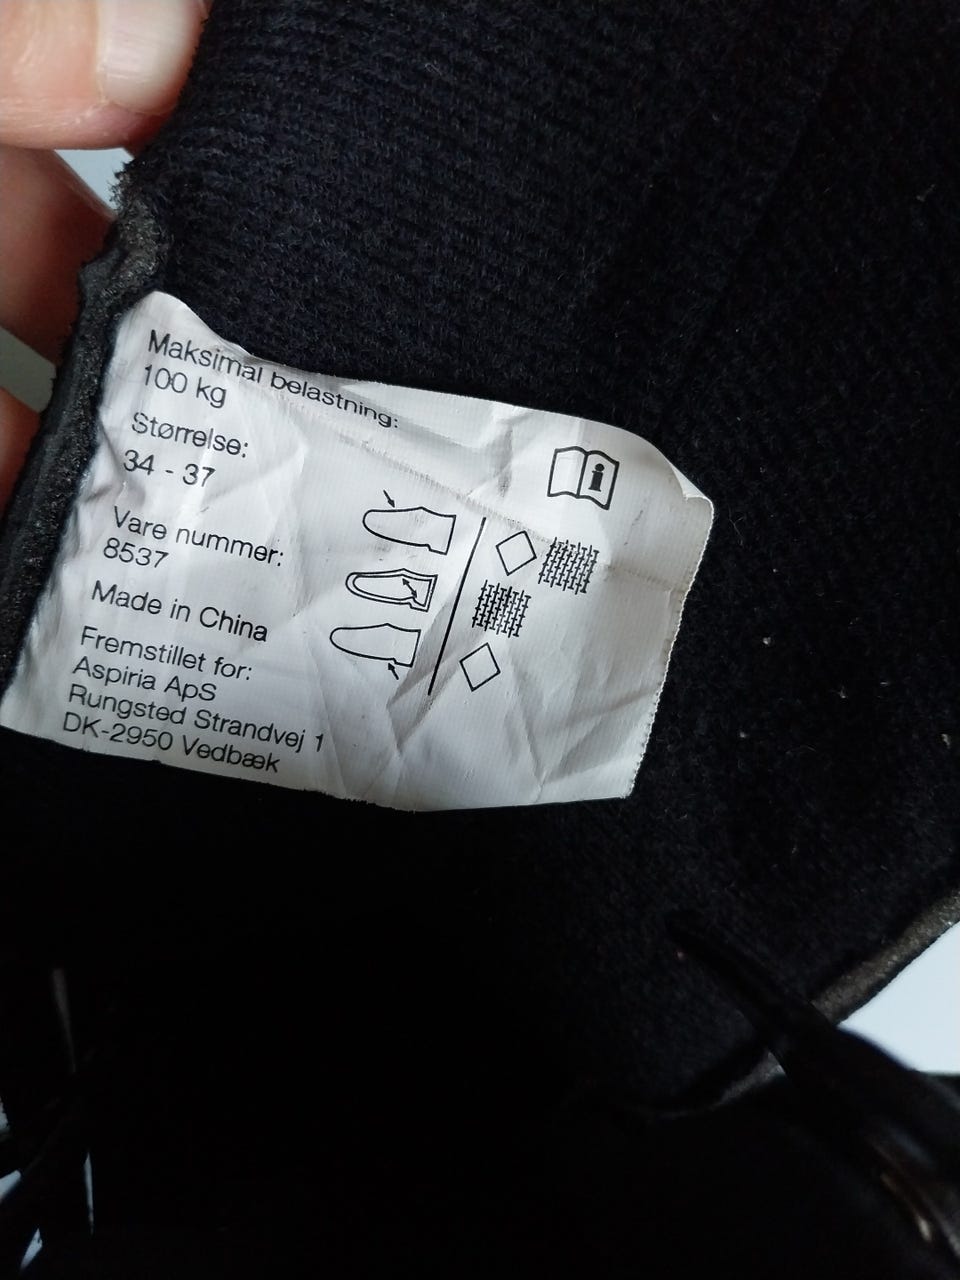 Maksimal belastning:
100 kg
Størrelse:
34 - 37
Vare nummer:
8537
Made in China
Fremstillet for:
Aspiria ApS
Rungsted Strandvej 1
DK-2950 Vedbæk
i